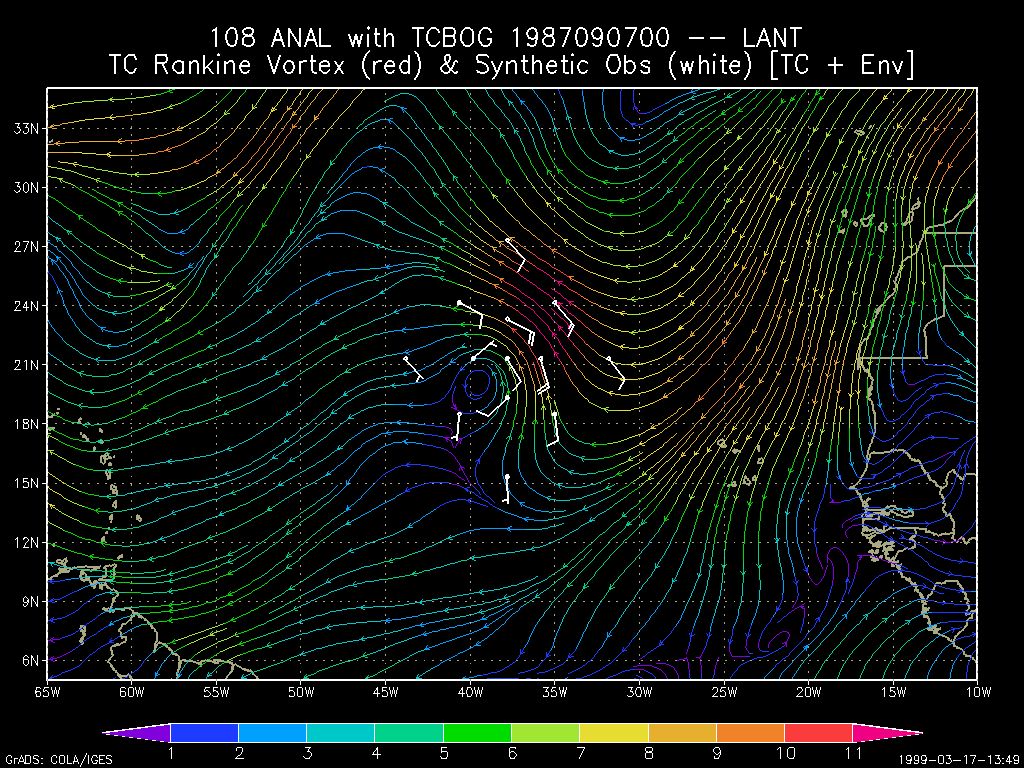 108 ANAL with TCBOG 1987090700 -- LANT
TC Rankine Vortex (red) & Synthetic Obs (white) [TC + Env]
33N
30N
27N
24N
21N
18N
15N
12N
9N
6N
65W 60W 55W 50W 45W 40W 35W 30W 25W 20W 15W 10W
1 2 3 4 5 6 7 8 9 10 11
GrADS: COLA/IGES 1999-03-17-13:49